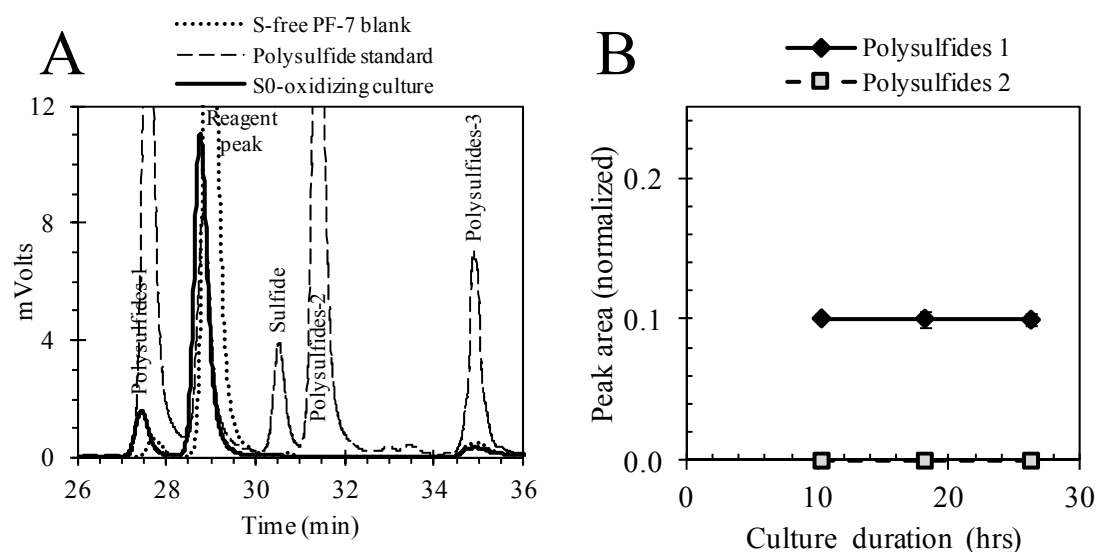 A
S-free PF-7 blank
Polysulfide standard
S0-oxidizing culture
12
8
4
0
mVolts
Polysulfides-1
Reagent
peak
Sulfide
Polysulfides-2
Polysulfides-3
26
28
30
32
34
36
Time (min)
B
Polysulfides 1
Polysulfides 2
0.2
0.1
0.0
Peak area (normalized)
0
10
20
30
Culture duration (hrs)